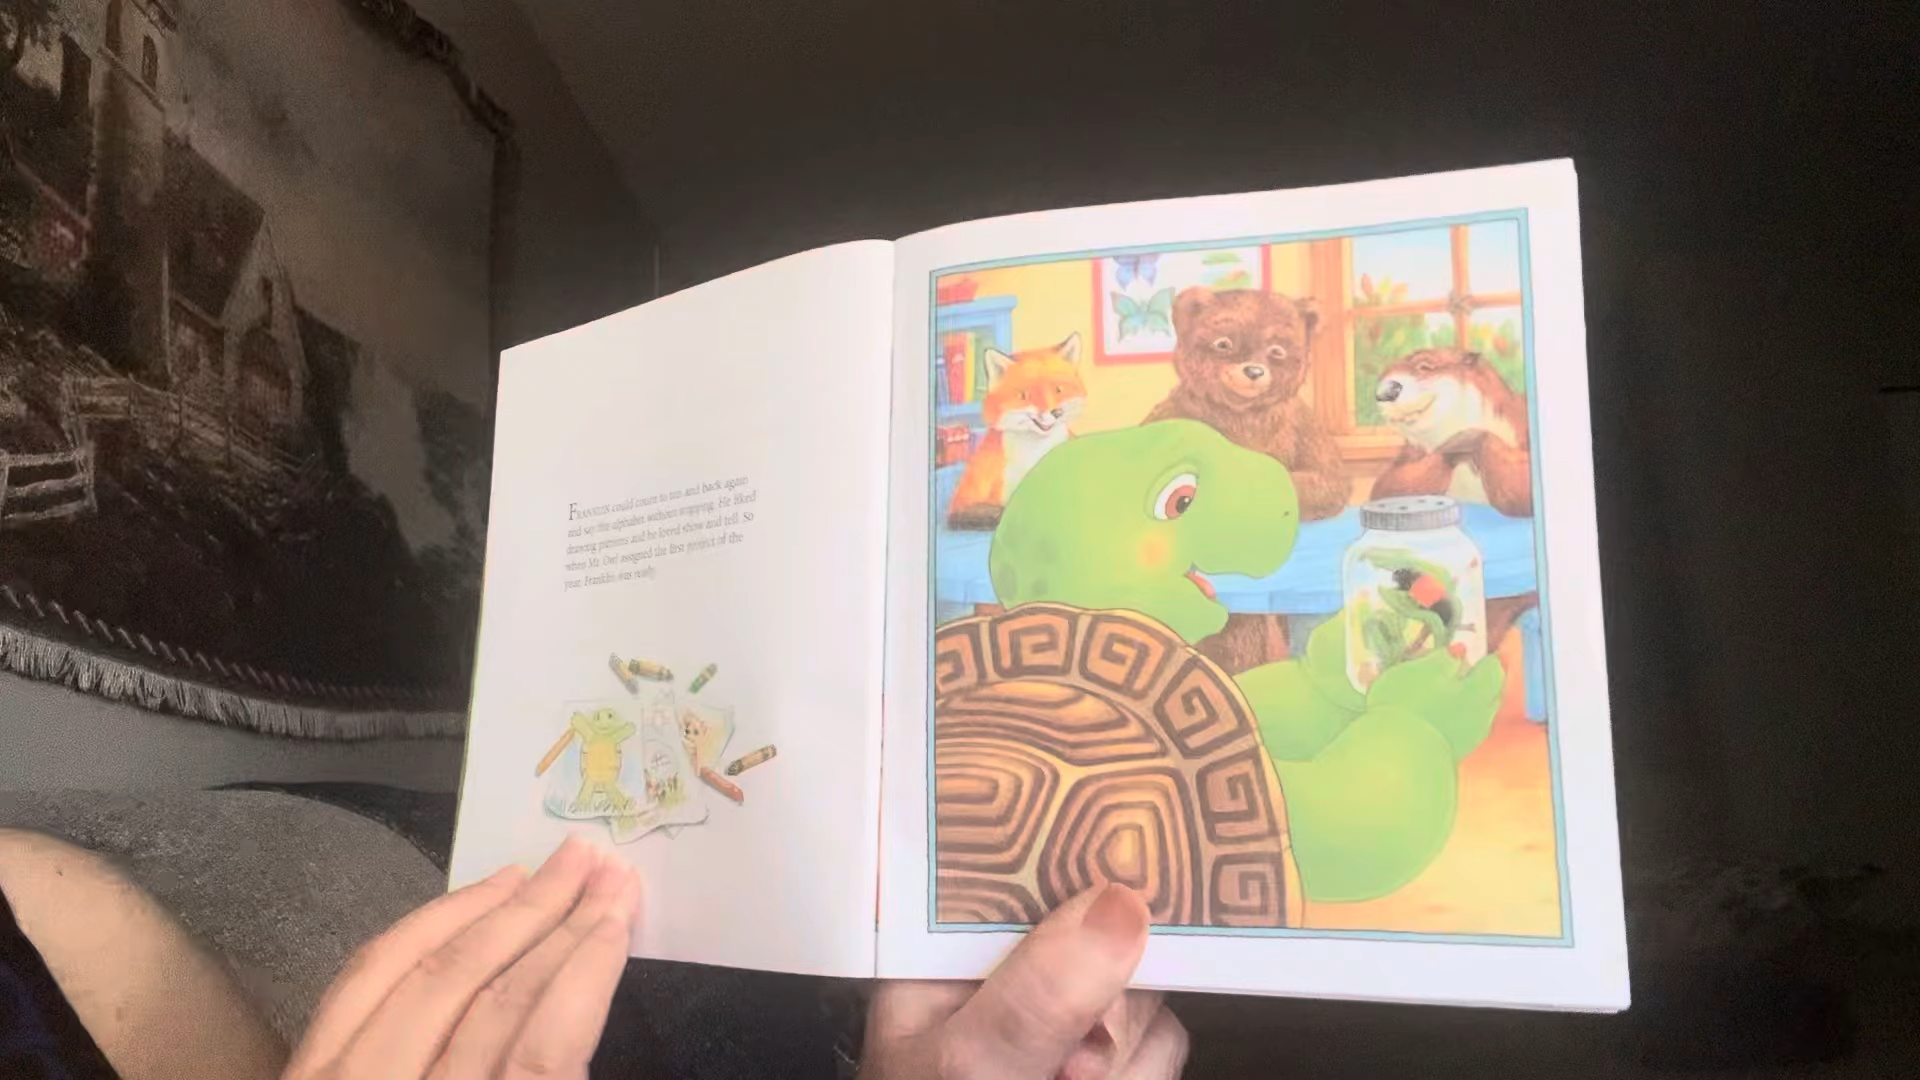 FRANKLIN could count to ten and back again
and say the alphabet without stopping. He liked
drawing pictures and he loved show and tell. So
when Mr. Owl assigned the first project of the
year, Franklin was ready.